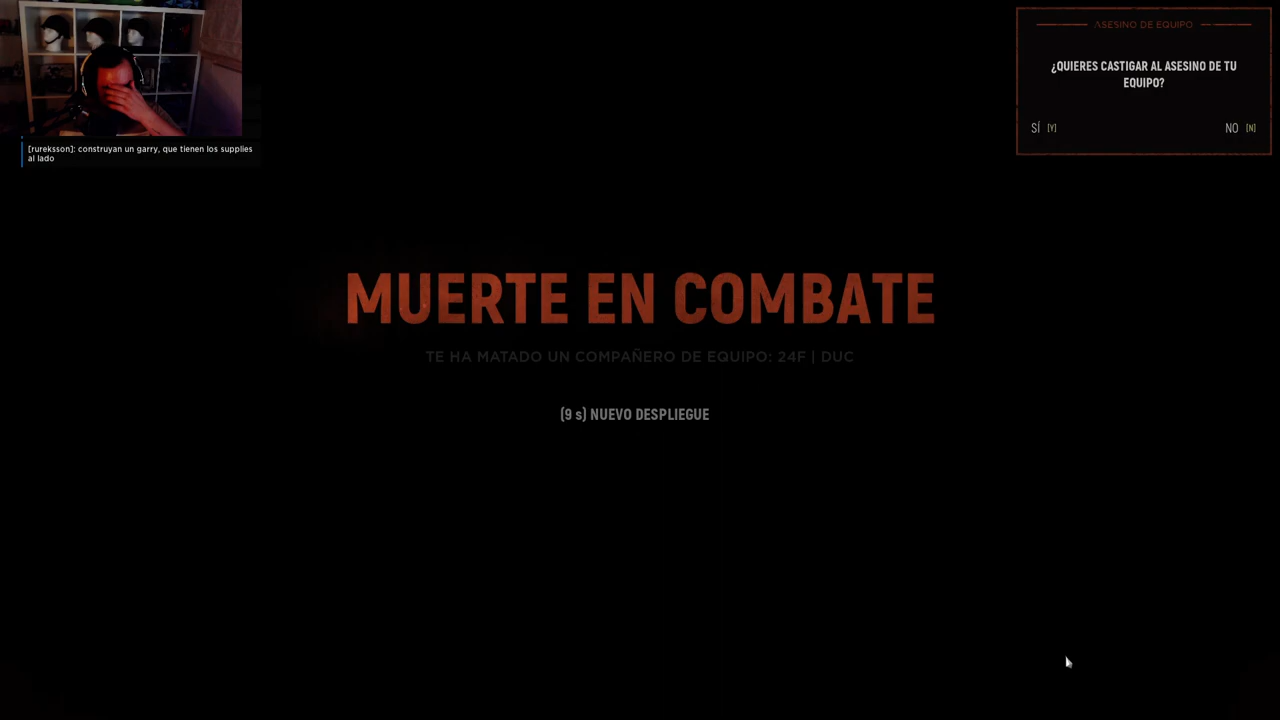 ASESINO DE EQUIPO
¿QUIERES CASTIGAR AL ASESINO DE TU
EQUIPO?
SÍ [Y]
NO [N]
[rureksson]: construyan un garry, que tienen los supplies
al lado
MUERTE EN COMBATE
TE HA MATADO UN COMPAÑERO DE EQUIPO: 24F | DUC
(9 s) NUEVO DESPLIEGUE